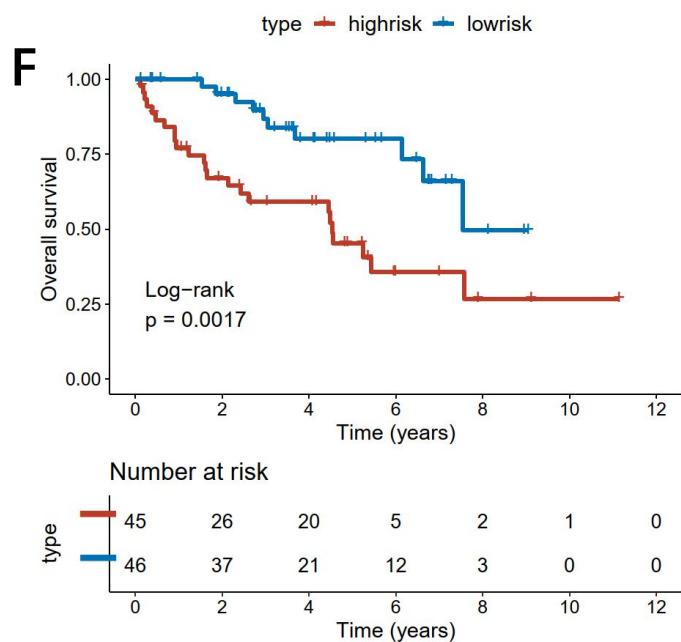 type highrisk lowrisk
F
1.00
0.75
0.50
0.25
0.00
Overall survival
Log-rank
p = 0.0017
0 2 4 6 8 10 12
Time (years)
Number at risk
type
45 26 20 5 2 1 0
46 37 21 12 3 0 0
0 2 4 6 8 10 12
Time (years)